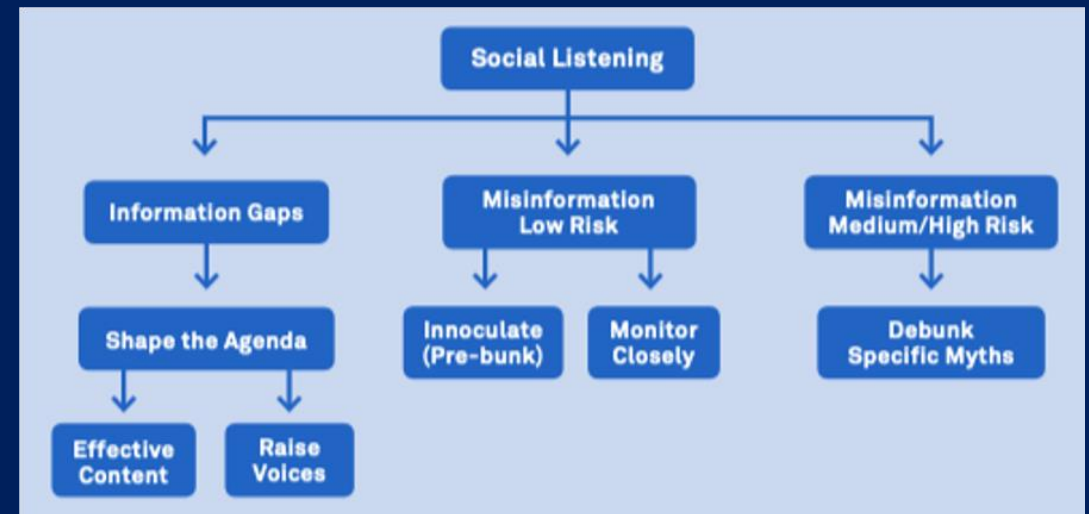 Social Listening
Information Gaps
Misinformation
Low Risk
Misinformation
Medium/High Risk
Shape the Agenda
Innoculate
(Pre-bunk)
Monitor
Closely
Debunk
Specific Myths
Effective
Content
Raise
Voices